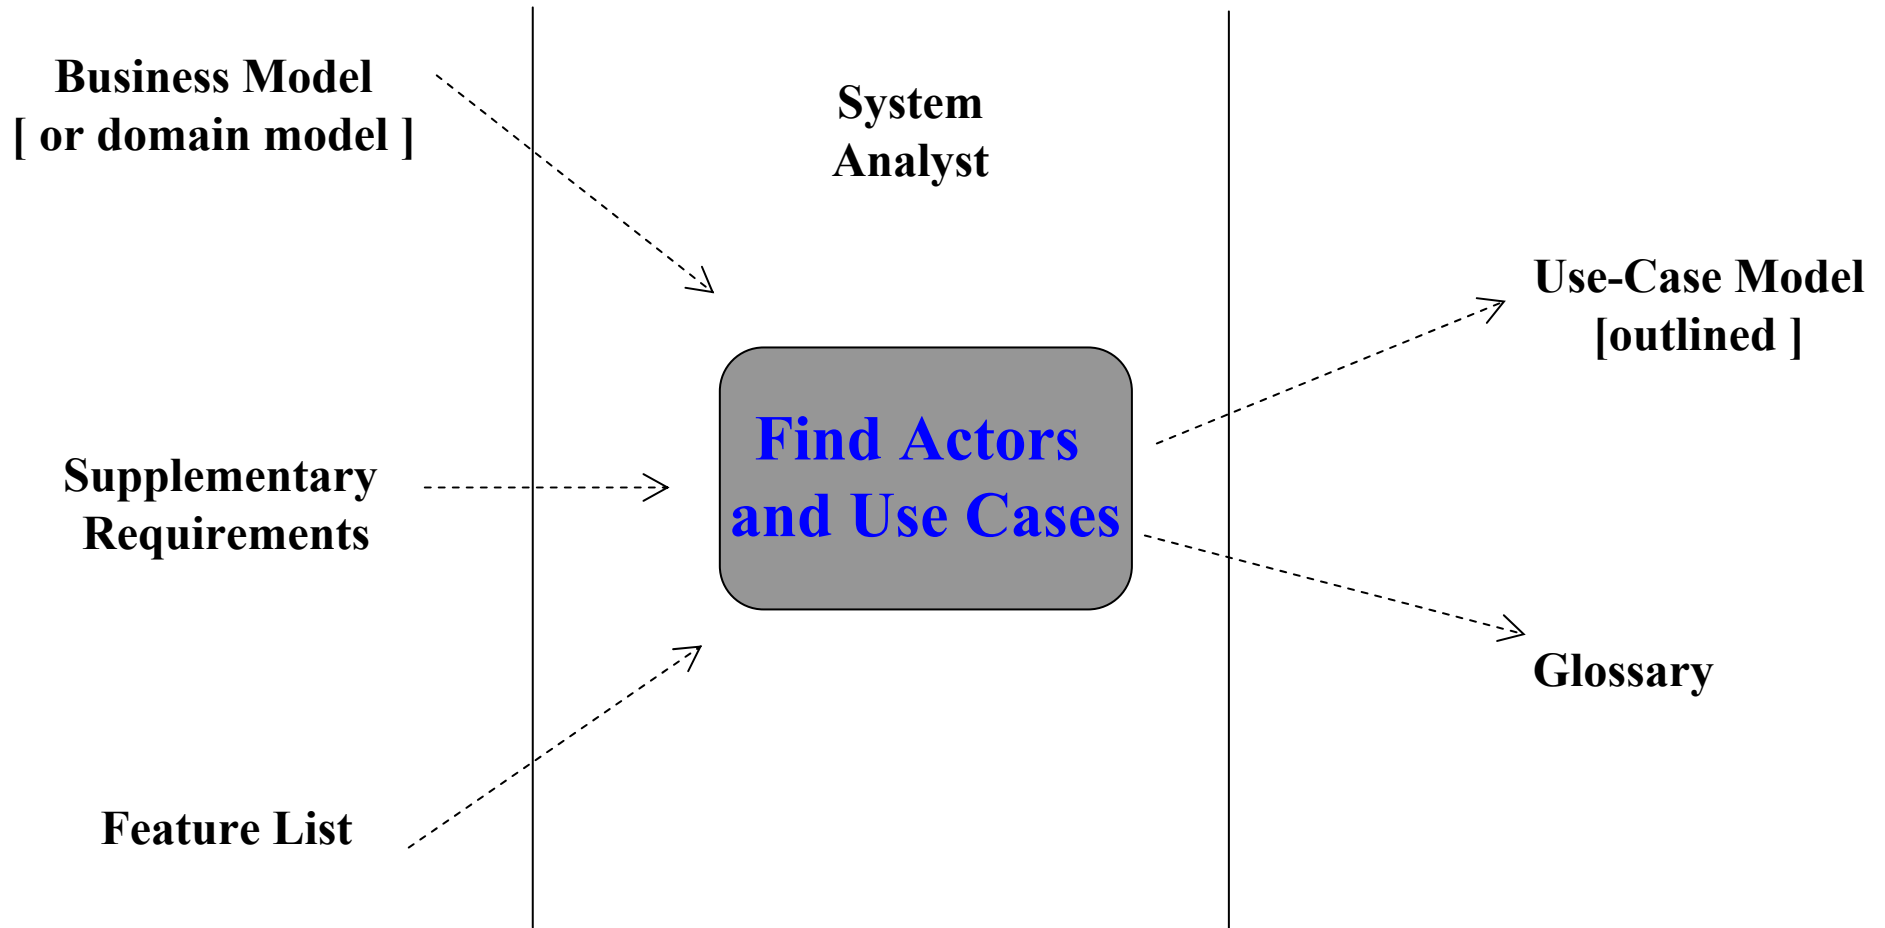 Business Model
[ or domain model ]
System
Analyst
Use-Case Model
[outlined ]
Find Actors
and Use Cases
Supplementary
Requirements
Glossary
Feature List